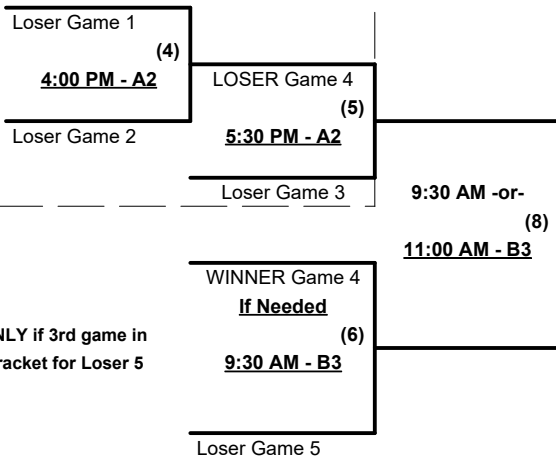 Loser Game 1
(4)
4:00 PM - A2
Loser Game 2
LOSER Game 4
(5)
5:30 PM - A2
Loser Game 3
9:30 AM -or-
(8)
11:00 AM - B3
WINNER Game 4
If Needed
(6)
9:30 AM - B3
Loser Game 5
if 3rd game in
for Loser 5